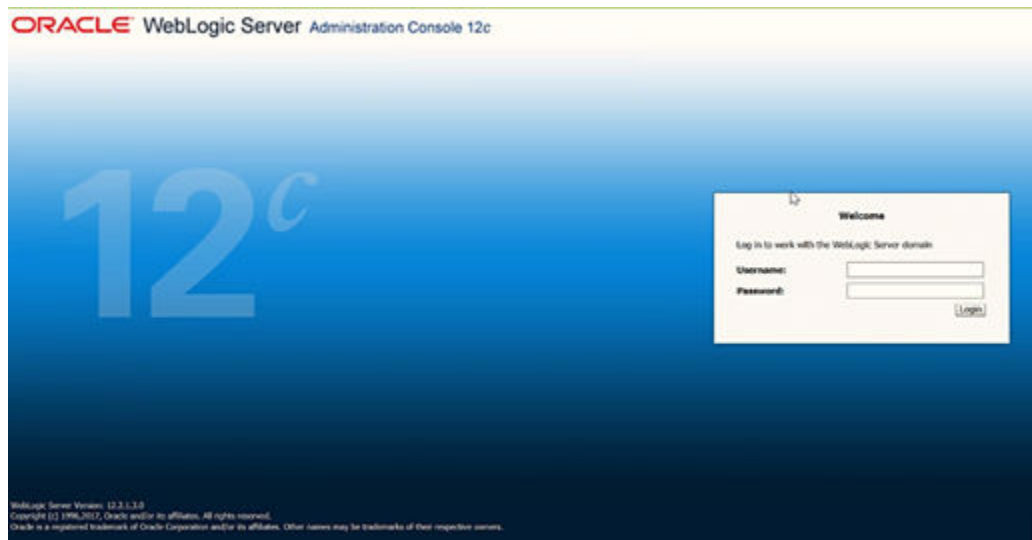 ORACLE WebLogic Server Administration Console 12c
12c
Welcome
Log in to work with the WebLogic Server domain
Username:
Password:
Login
WebLogic Server Version: 12.2.1.3.0
Copyright (c) 1996,2017, Oracle and/or its affiliates. All rights reserved.
Oracle is a registered trademark of Oracle Corporation and/or its affiliates. Other names may be trademarks of their respective owners.